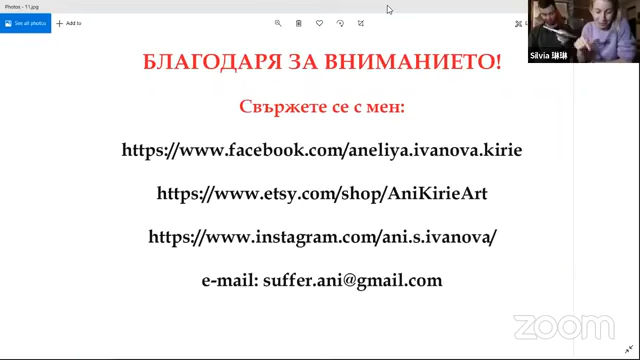 Photos - 11.jpg
See all photos
Add to
БЛАГОДАРЯ ЗА ВНИМАНИЕТО!
Свържете се с мен:
https://www.facebook.com/aneliya.ivanova.kirie
https://www.etsy.com/shop/AniKirieArt
https://www.instagram.com/ani.s.ivanova/
e-mail: suffer.ani@gmail.com
Silvia 琳琳
zoom